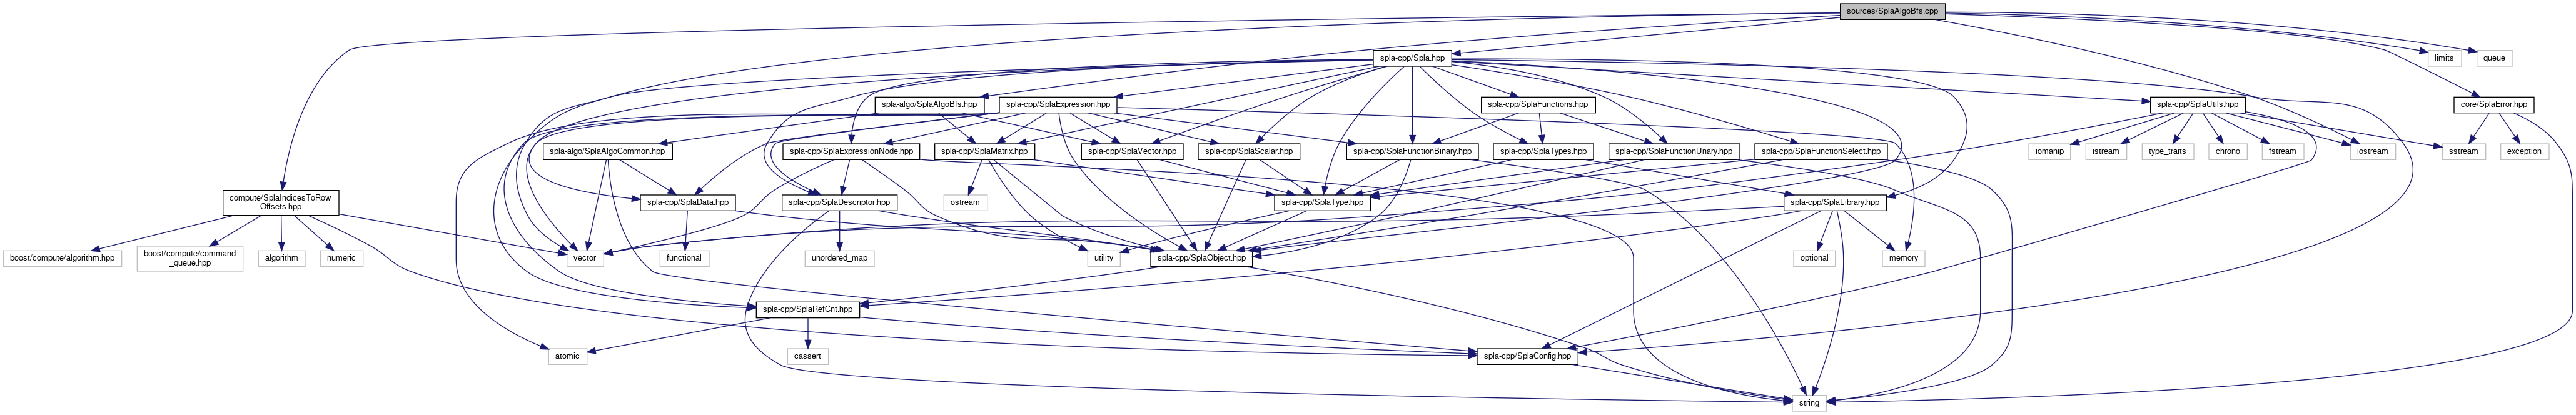 sources/SplaAlgoBfs.cpp
spla-cpp/Spla.hpp
limits
queue
spla-algo/SplaAlgoBfs.hpp
spla-cpp/SplaExpression.hpp
spla-cpp/SplaFunctions.hpp
spla-cpp/SplaUtils.hpp
core/SplaError.hpp
spla-algo/SplaAlgoCommon.hpp
spla-cpp/SplaExpressionNode.hpp
spla-cpp/SplaMatrix.hpp
spla-cpp/SplaVector.hpp
spla-cpp/SplaScalar.hpp
spla-cpp/SplaFunctionBinary.hpp
spla-cpp/SplaTypes.hpp
spla-cpp/SplaFunctionUnary.hpp
spla-cpp/SplaFunctionSelect.hpp
iomanip
istream
type_traits
chrono
fstream
iostream
sstream
exception
compute/SplaIndicesToRow
Offsets.hpp
spla-cpp/SplaData.hpp
spla-cpp/SplaDescriptor.hpp
ostream
spla-cpp/SplaType.hpp
spla-cpp/SplaLibrary.hpp
boost/compute/algorithm.hpp
boost/compute/command
_queue.hpp
algorithm
numeric
vector
functional
unordered_map
utility
spla-cpp/SplaObject.hpp
optional
memory
spla-cpp/SplaRefCnt.hpp
atomic
cassert
spla-cpp/SplaConfig.hpp
string